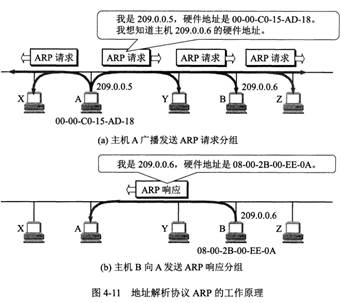 我是 209.0.0.5，硬件地址是 00-00-C0-15-AD-18。
我想知道主机 209.0.0.6 的硬件地址。
ARP 请求
ARP 请求
ARP 请求
ARP 请求
209.0.0.5
209.0.0.6
X
A
Y
B
Z
00-00-C0-15-AD-18
(a) 主机 A 广播发送 ARP 请求分组
我是 209.0.0.6，硬件地址是 08-00-2B-00-EE-0A。
ARP 响应
209.0.0.6
X
A
Y
B
Z
08-00-2B-00-EE-0A
(b) 主机 B 向 A 发送 ARP 响应分组
图 4-11 地址解析协议 ARP 的工作原理